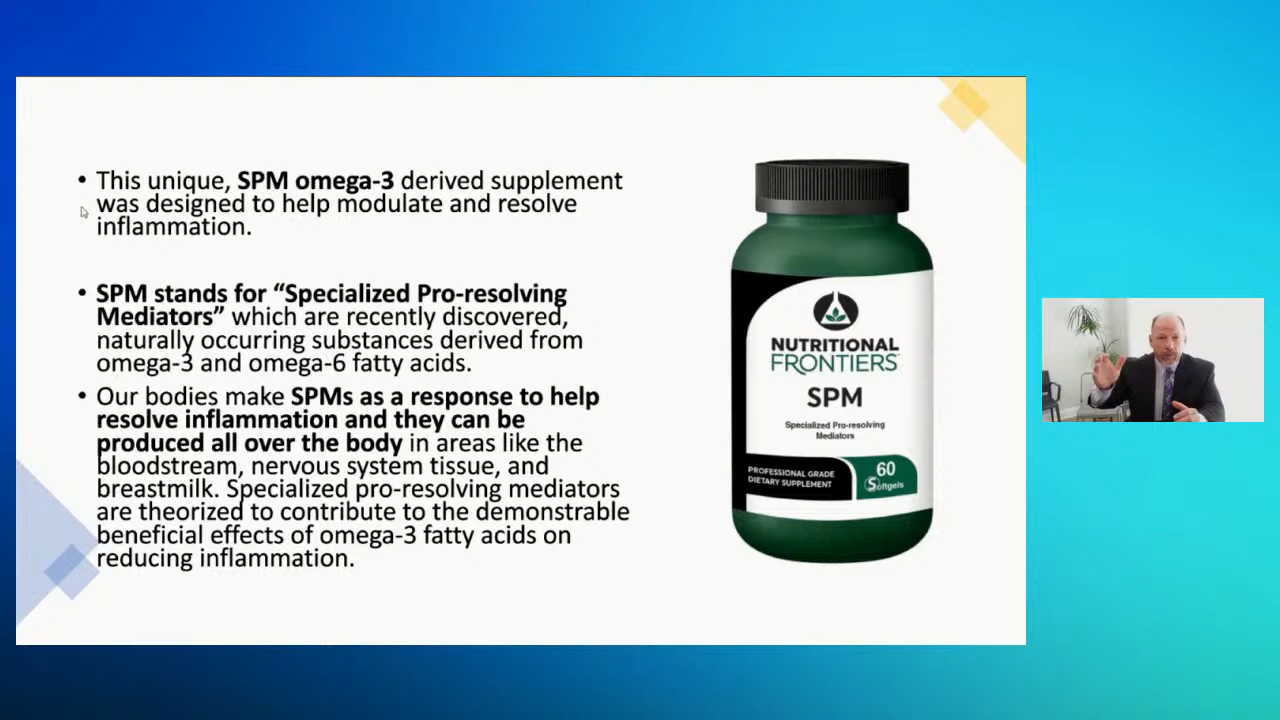 • This unique, SPM omega-3 derived supplement
was designed to help modulate and resolve
inflammation.
• SPM stands for “Specialized Pro-resolving
Mediators” which are recently discovered,
naturally occurring substances derived from
omega-3 and omega-6 fatty acids.
• Our bodies make SPMs as a response to help
resolve inflammation and they can be
produced all over the body in areas like the
bloodstream, nervous system tissue, and
breastmilk. Specialized pro-resolving mediators
are theorized to contribute to the demonstrable
beneficial effects of omega-3 fatty acids on
reducing inflammation.
NUTRITIONAL
FRONTIERS
SPM
Specialized Pro-resolving
Mediators
PROFESSIONAL GRADE
DIETARY SUPPLEMENT
60
Softgels